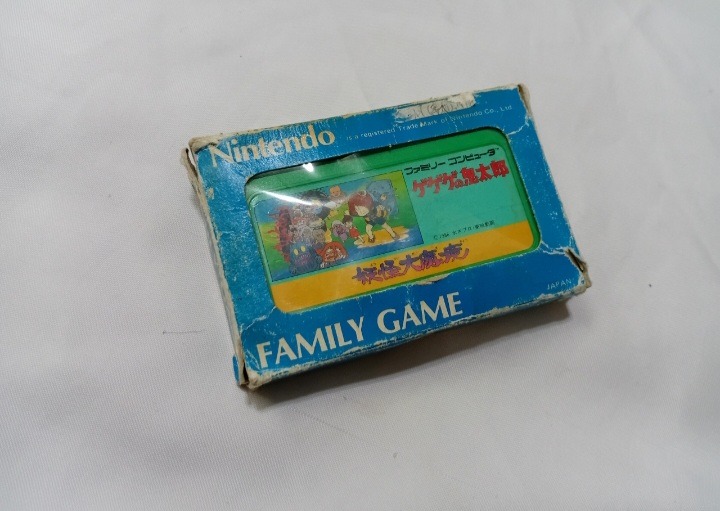 Nintendo
is a registered Trade Mark of Nintendo Co., Ltd
ファミリー コンピュータ
ゲゲゲの鬼太郎
妖怪大魔境
FAMILY GAME
JAPAN